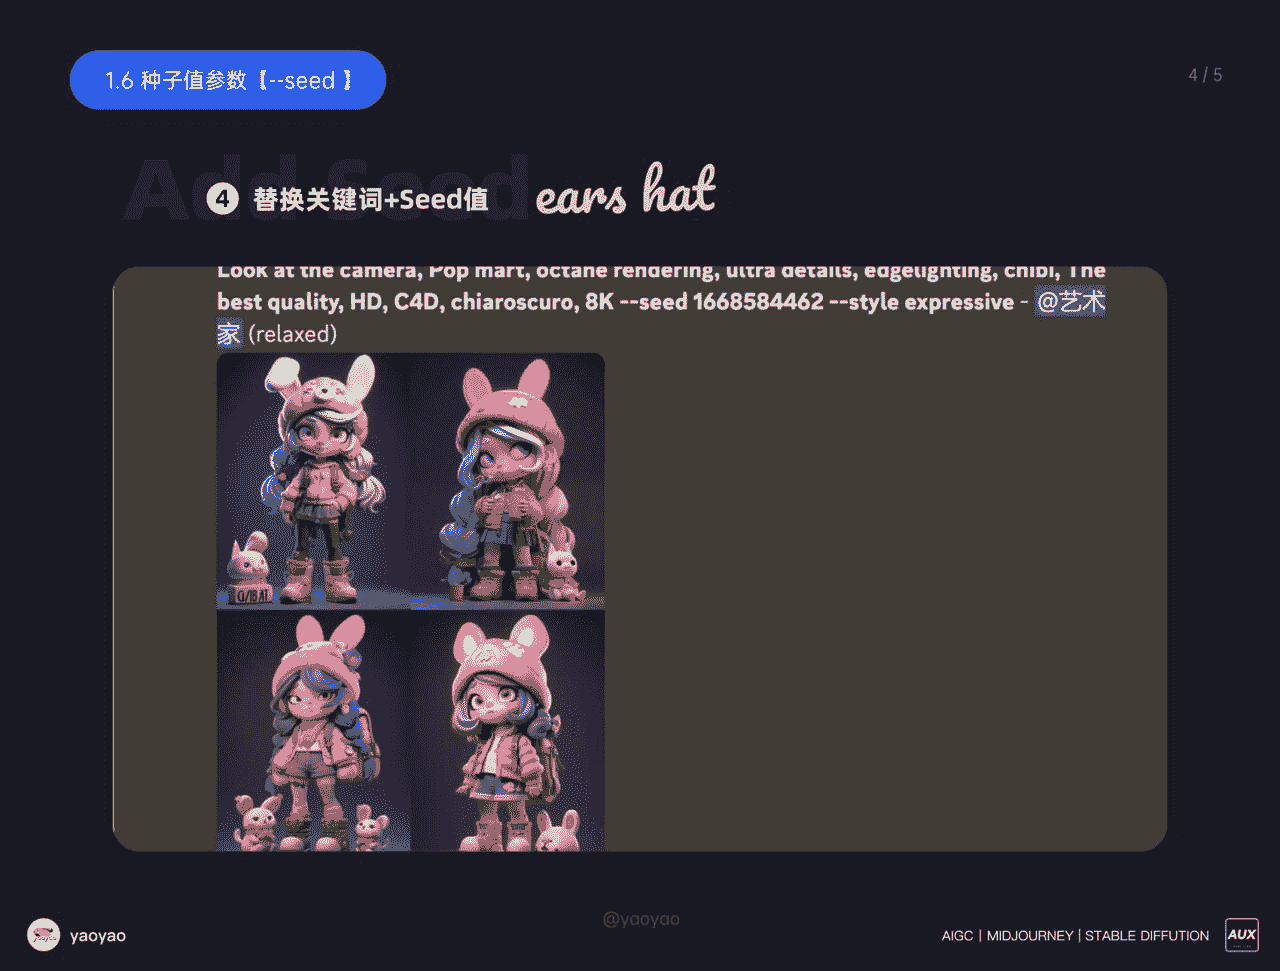 1.6 种子值参数【--seed 】
4 / 5
Add Seed
4 替换关键词+Seed值
ears hat
Look at the camera, Pop mart, octane rendering, ultra details, edgelighting, chibi, The
best quality, HD, C4D, chiaroscuro, 8K --seed 1668584462 --style expressive - @艺术
家 (relaxed)
@yaoyao
yaoyao
AIGC | MIDJOURNEY | STABLE DIFFUTION
AUX